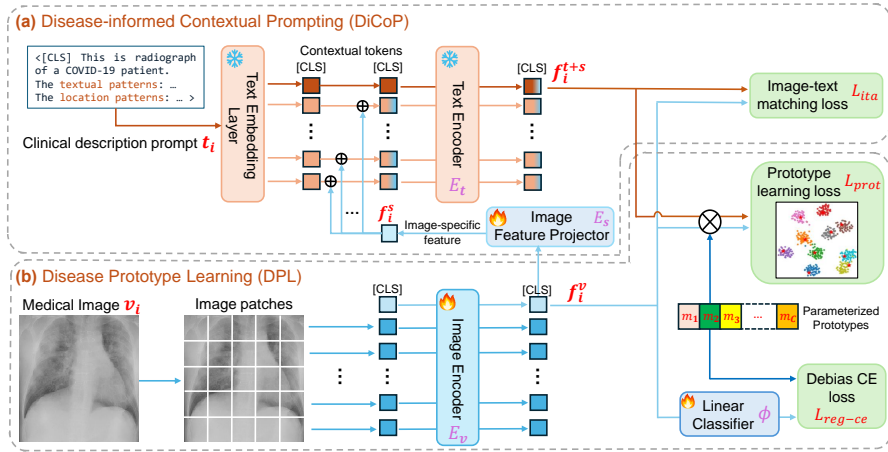 (a) Disease-informed Contextual Prompting (DiCoP)
<[CLS] This is radiograph
of a COVID-19 patient.
The textual patterns: …
The location patterns: … >
Clinical description prompt t_i
Text Embedding
Layer
Contextual tokens
[CLS]
[CLS]
...
f_i^s
Image-specific
feature
Text Encoder
E_t
[CLS]
f_i^{t+s}
Image
Feature Projector
E_s
Image-text
matching loss
L_ita
Prototype
learning loss
L_prot
(b) Disease Prototype Learning (DPL)
Medical Image v_i
Image patches
[CLS]
Image Encoder
E_v
[CLS]
f_i^v
m_1 m_2 m_3 ... m_C
Parameterized
Prototypes
Linear
Classifier
ϕ
Debias CE
loss
L_reg-ce